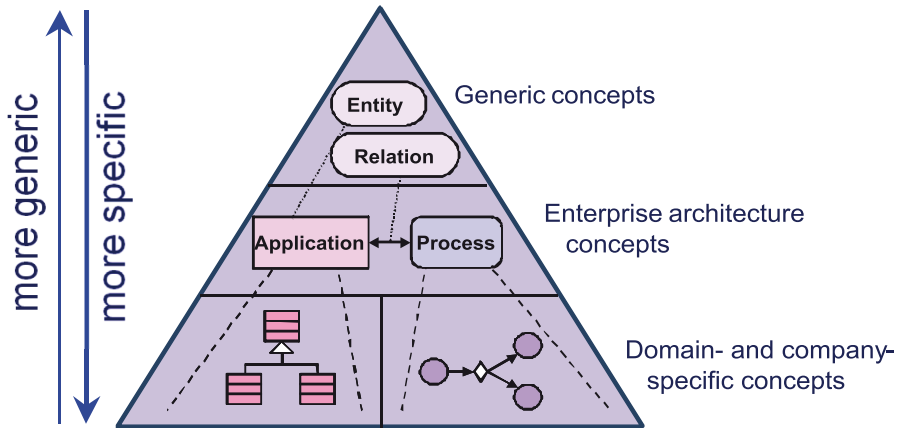 more generic
more specific
Entity
Relation
Generic concepts
Application
Process
Enterprise architecture
concepts
Domain- and company-
specific concepts